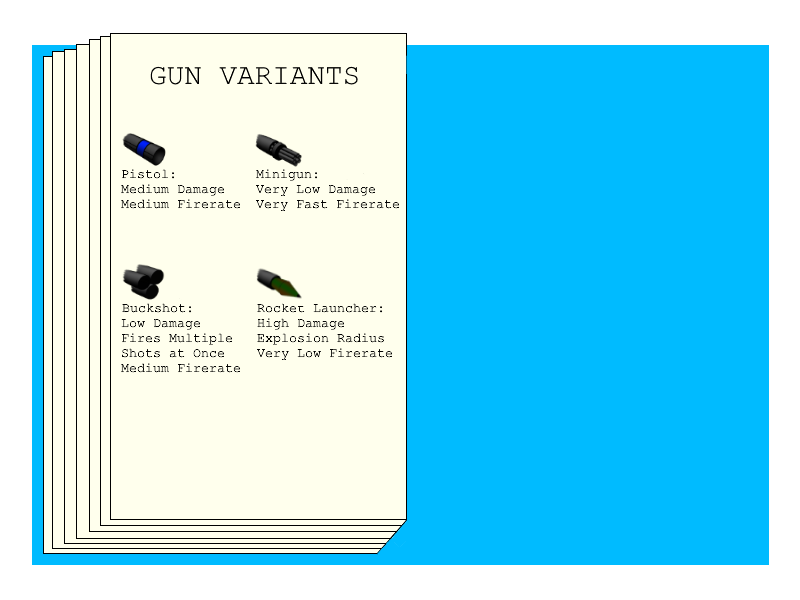 GUN VARIANTS
Pistol:
Medium Damage
Medium Firerate
Minigun:
Very Low Damage
Very Fast Firerate
Buckshot:
Low Damage
Fires Multiple
Shots at Once
Medium Firerate
Rocket Launcher:
High Damage
Explosion Radius
Very Low Firerate